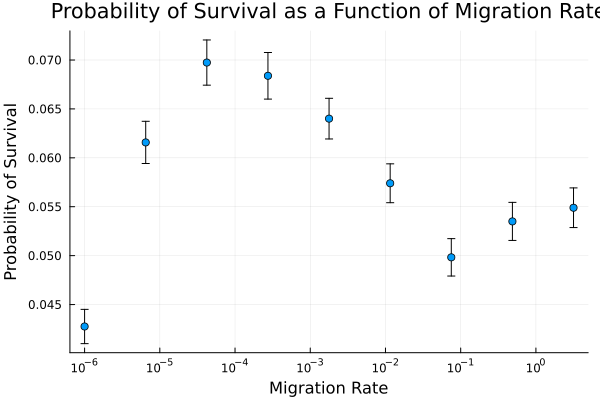 Probability of Survival as a Function of Migration Rate
0.070
0.065
0.060
0.055
0.050
0.045
Probability of Survival
10⁻⁶ 10⁻⁵ 10⁻⁴ 10⁻³ 10⁻² 10⁻¹ 10⁰
Migration Rate